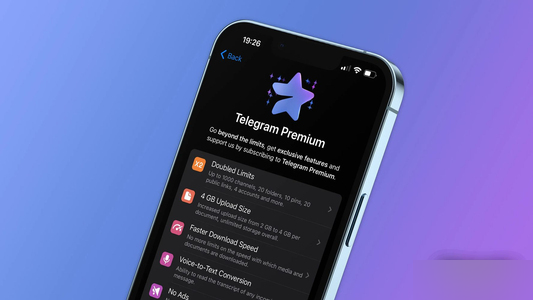 19:26
Back
Telegram Premium
Go beyond the limits, get exclusive features and
support us by subscribing to Telegram Premium.
x2
Doubled Limits
Up to 1000 channels, 20 folders, 10 pins, 20
public links, 4 accounts and more.
4 GB Upload Size
Increased upload size from 2 GB to 4 GB per
document, unlimited storage overall.
Faster Download Speed
No more limits on the speed with which media and
documents are downloaded.
Voice-to-Text Conversion
Ability to read the transcript of any
message.
No Ads